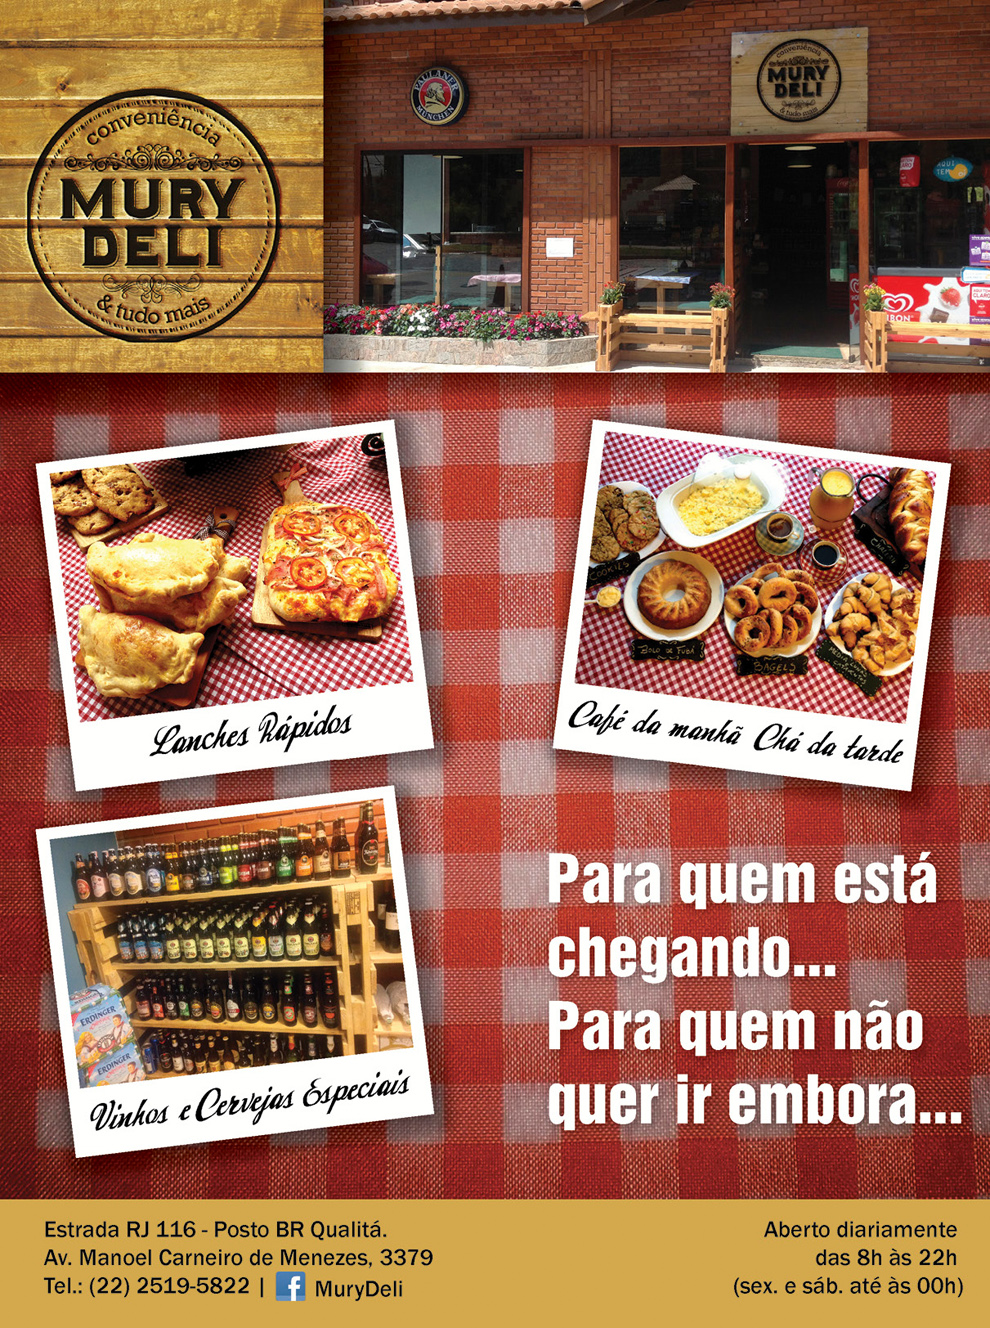 conveniência
MURY
DELI
& tudo mais
PAULANER
MÜNCHEN
conveniência
MURY
DELI
& tudo mais
Lanches Rápidos
COOKIES
BOLO DE FUBÁ
BAGELS
Café da manhã Chá da tarde
ERDINGER
ERDINGER
Vinhos e Cervejas Especiais
Para quem está
chegando...
Para quem não
quer ir embora...
Estrada RJ 116 - Posto BR Qualitá.
Av. Manoel Carneiro de Menezes, 3379
Tel.: (22) 2519-5822 | f MuryDeli
Aberto diariamente
das 8h às 22h
(sex. e sáb. até às 00h)